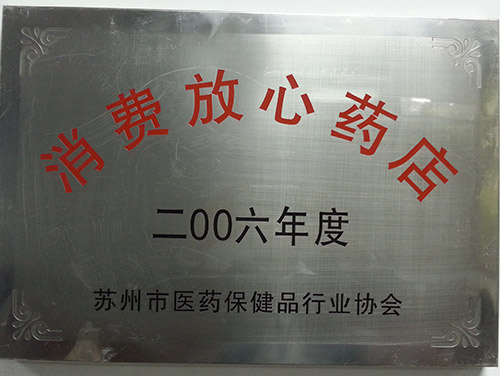 消费放心药店
二00六年度
苏州市医药保健品行业协会